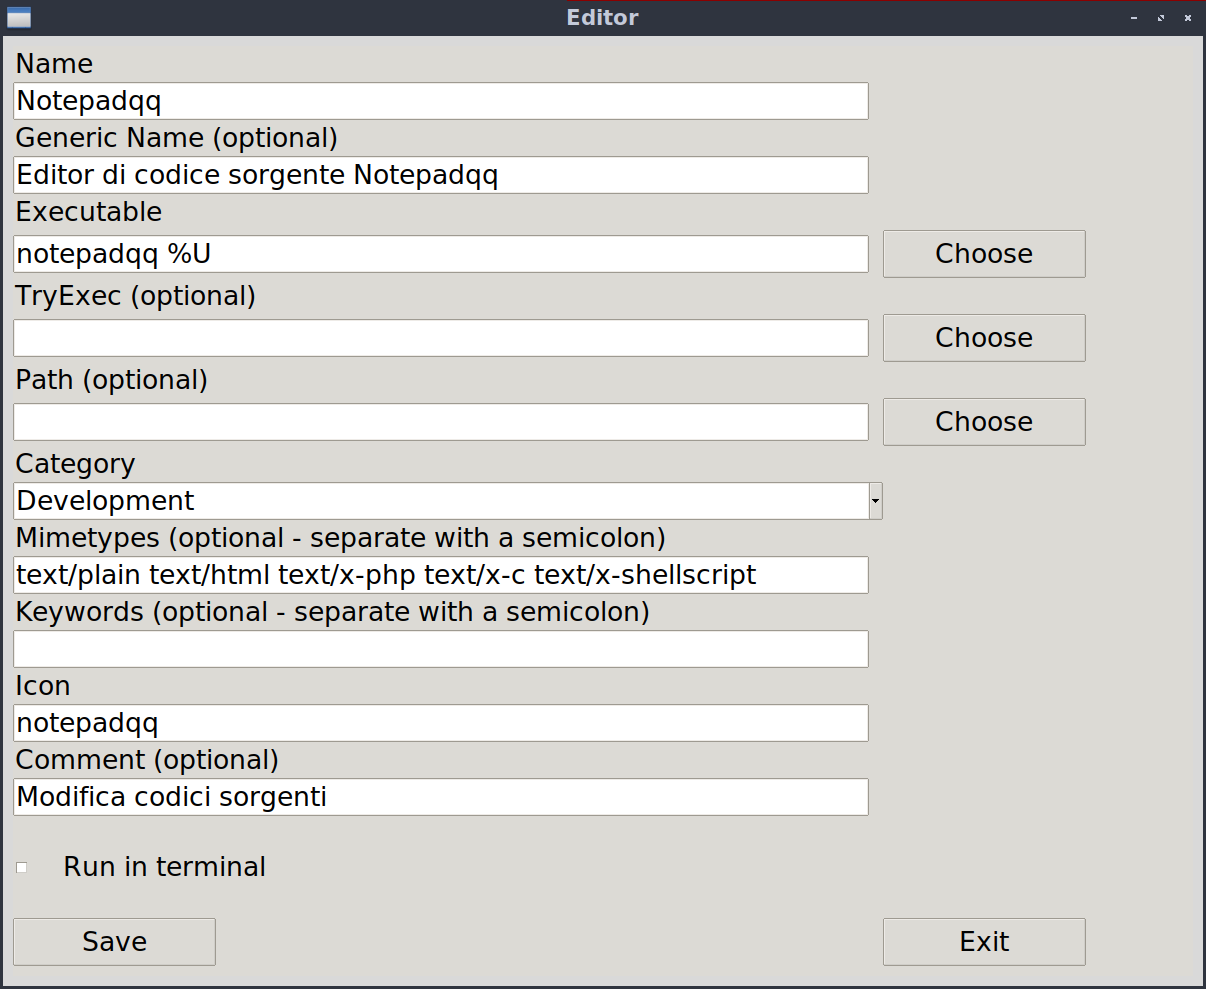 Editor
Name
Notepadqq
Generic Name (optional)
Editor di codice sorgente Notepadqq
Executable
notepadqq %U
Choose
TryExec (optional)
Choose
Path (optional)
Choose
Category
Development
Mimetypes (optional - separate with a semicolon)
text/plain text/html text/x-php text/x-c text/x-shellscript
Keywords (optional - separate with a semicolon)
Icon
notepadqq
Comment (optional)
Modifica codici sorgenti
Run in terminal
Save
Exit